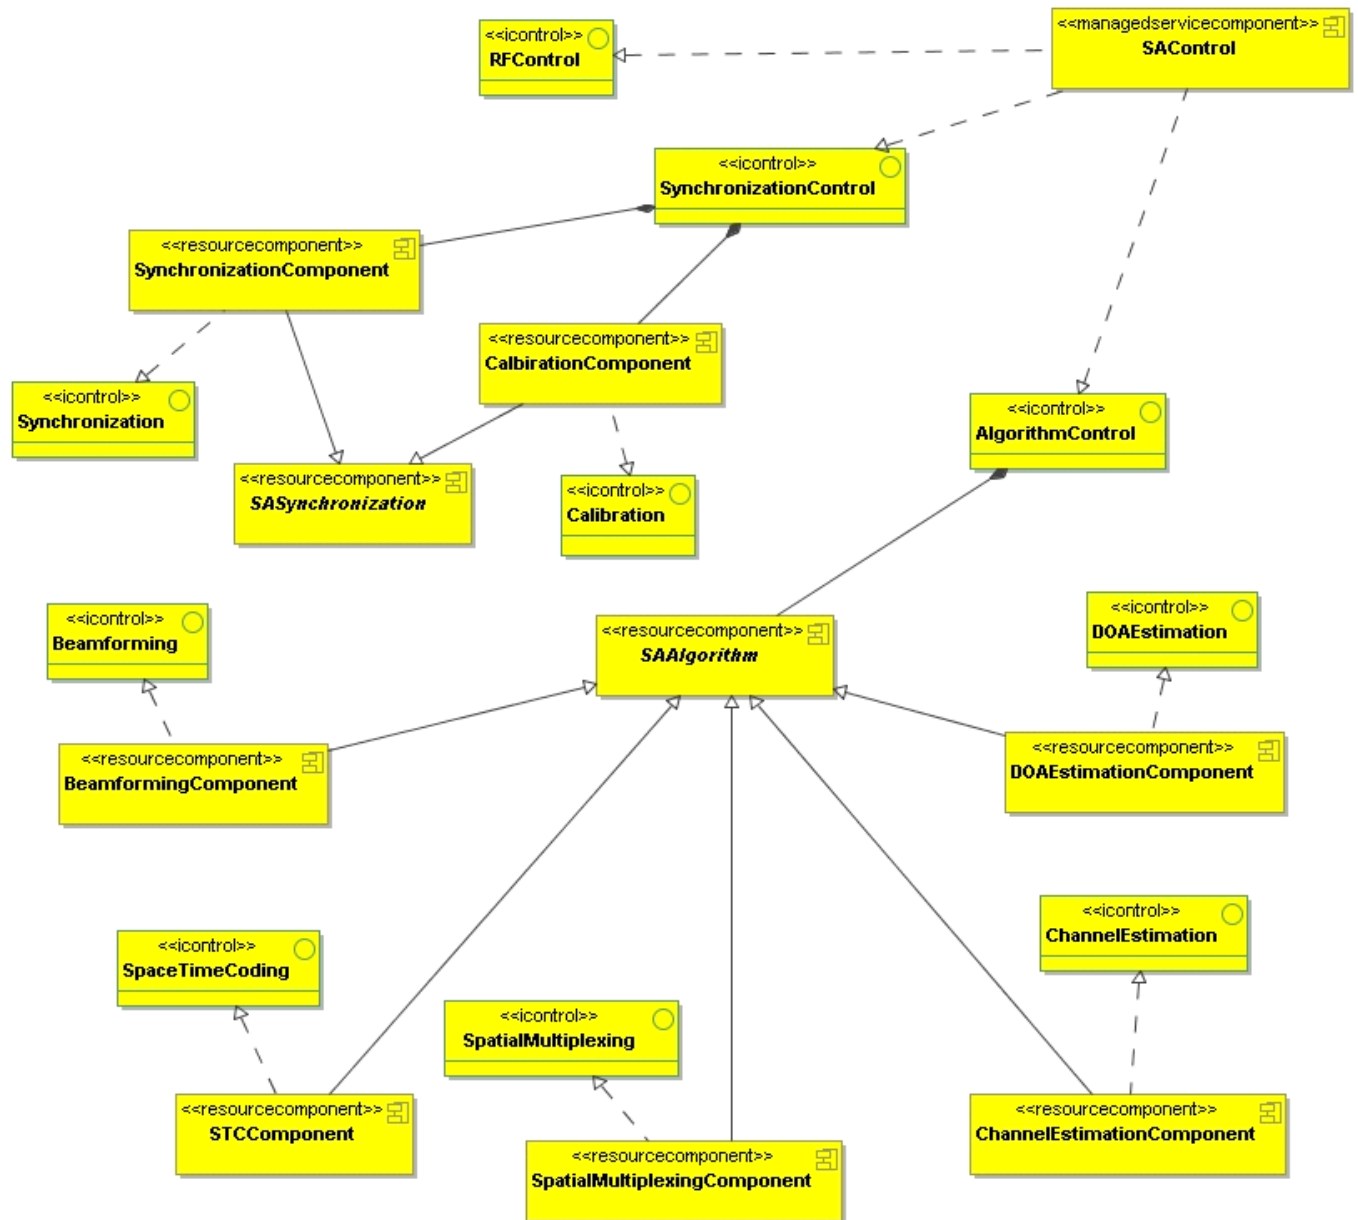 <<icontrol>>
RFControl
<<managedservicecomponent>>
SAControl
<<icontrol>>
SynchronizationControl
<<resourcecomponent>>
SynchronizationComponent
<<resourcecomponent>>
CalbirationComponent
<<icontrol>>
Synchronization
<<icontrol>>
AlgorithmControl
<<resourcecomponent>>
SASynchronization
<<icontrol>>
Calibration
<<icontrol>>
Beamforming
<<resourcecomponent>>
SAAlgorithm
<<icontrol>>
DOAEstimation
<<resourcecomponent>>
BeamformingComponent
<<resourcecomponent>>
DOAEstimationComponent
<<icontrol>>
SpaceTimeCoding
<<icontrol>>
ChannelEstimation
<<icontrol>>
SpatialMultiplexing
<<resourcecomponent>>
STCComponent
<<resourcecomponent>>
SpatialMultiplexingComponent
<<resourcecomponent>>
ChannelEstimationComponent